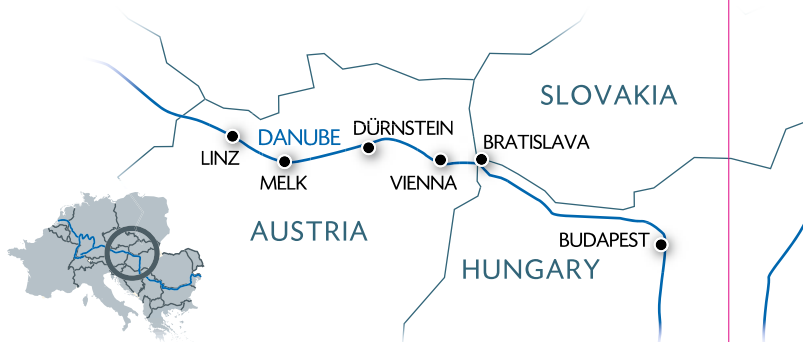 SLOVAKIA
DANUBE
DÜRNSTEIN
LINZ
BRATISLAVA
MELK
VIENNA
AUSTRIA
BUDAPEST
HUNGARY